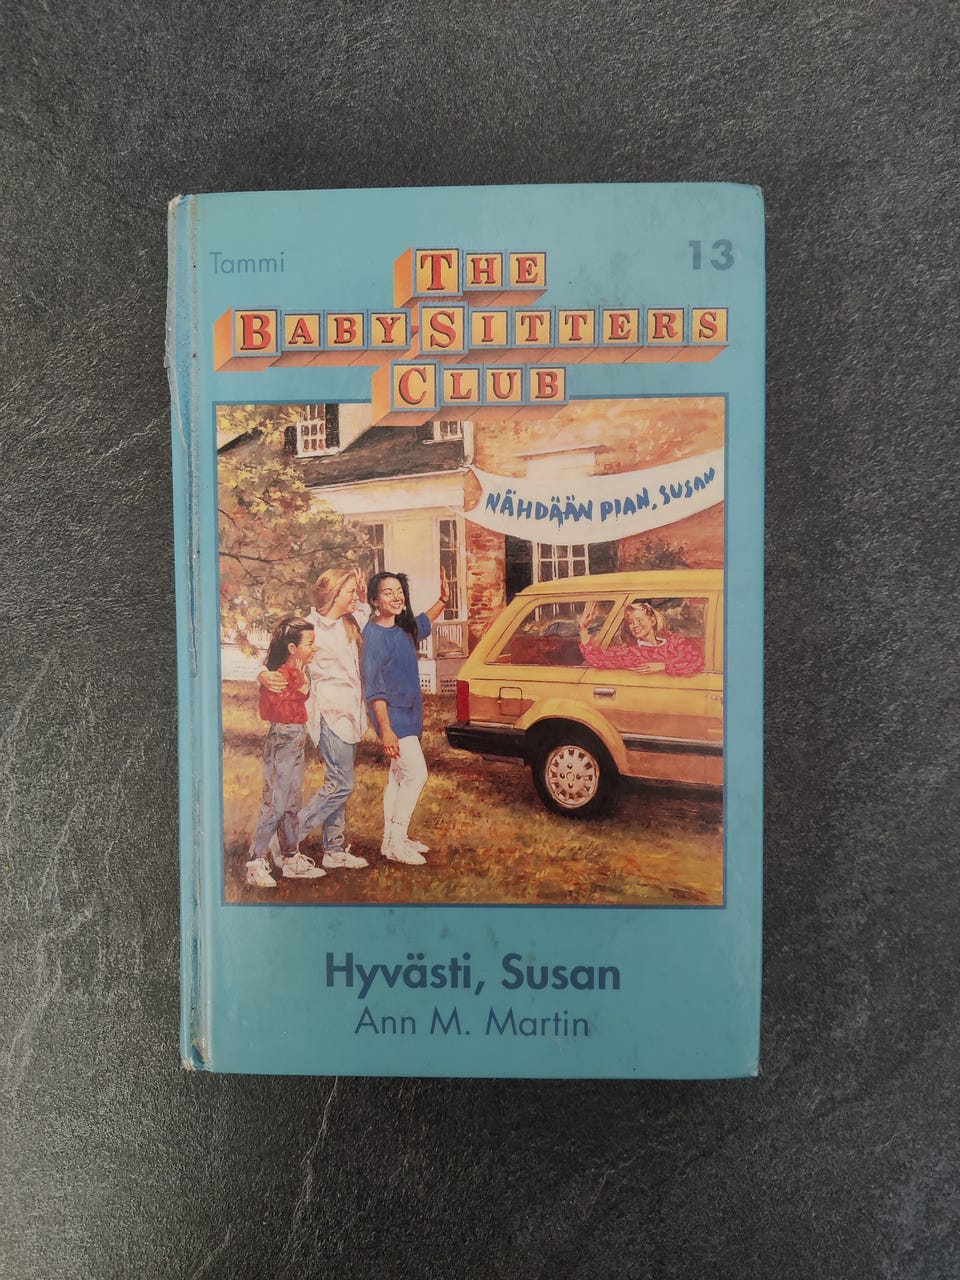 Tammi
13
THE
BABY-SITTERS
CLUB
NÄHDÄÄN PIAN, SUSAN
Hyvästi, Susan
Ann M. Martin